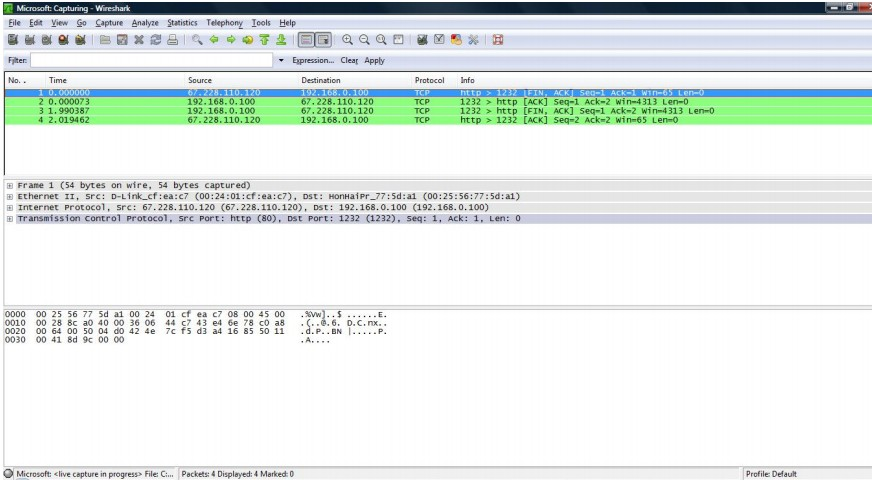 Microsoft: Capturing - Wireshark
File Edit View Go Capture Analyze Statistics Telephony Tools Help
Filter: Expression... Clear Apply
No. . Time Source Destination Protocol Info
1 0.000000 67.228.110.120 192.168.0.100 TCP http > 1232 [FIN, ACK] Seq=1 Ack=1 Win=65 Len=0
2 0.000073 192.168.0.100 67.228.110.120 TCP 1232 > http [ACK] Seq=1 Ack=2 Win=4313 Len=0
3 1.990387 192.168.0.100 67.228.110.120 TCP 1232 > http [FIN, ACK] Seq=1 Ack=2 Win=4313 Len=0
4 2.019462 67.228.110.120 192.168.0.100 TCP http > 1232 [ACK] Seq=2 Ack=2 Win=65 Len=0
Frame 1 (54 bytes on wire, 54 bytes captured)
Ethernet II, Src: D-Link_cf:ea:c7 (00:24:01:cf:ea:c7), Dst: HonHaiPr_77:5d:a1 (00:25:56:77:5d:a1)
Internet Protocol, Src: 67.228.110.120 (67.228.110.120), Dst: 192.168.0.100 (192.168.0.100)
Transmission Control Protocol, Src Port: http (80), Dst Port: 1232 (1232), Seq: 1, Ack: 1, Len: 0
0000 00 25 56 77 5d a1 00 24 01 cf ea c7 08 00 45 00 .%Vw]..$ ......E.
0010 00 28 8c a0 40 00 36 06 44 c7 43 e4 6e 78 c0 a8 .(..@.6. D.C.nx..
0020 00 64 00 50 04 d0 42 4e 7c f5 d3 a4 16 85 50 11 .d.P..BN |.....P.
0030 00 41 8d 9c 00 00 .A....
Microsoft: <live capture in progress> File: C:... Packets: 4 Displayed: 4 Marked: 0 Profile: Default